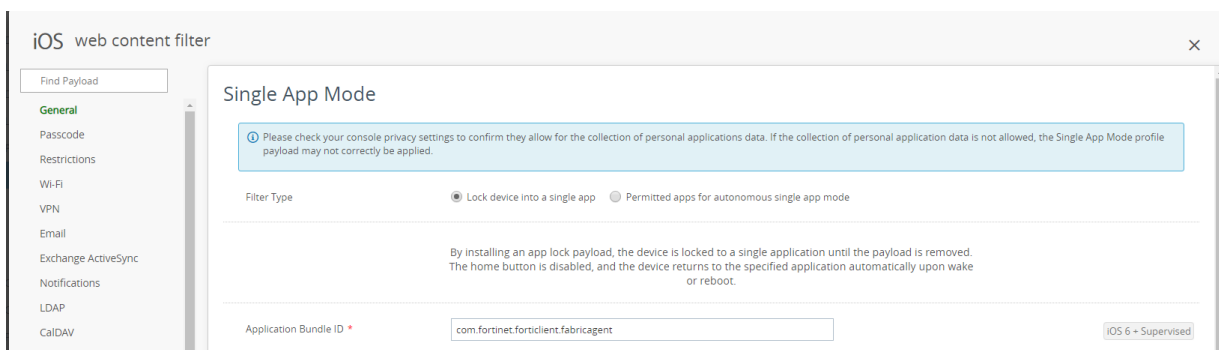 iOS web content filter
Find Payload
General
Passcode
Restrictions
Wi-Fi
VPN
Email
Exchange ActiveSync
Notifications
LDAP
CalDAV
Single App Mode
Please check your console privacy settings to confirm they allow for the collection of personal applications data. If the collection of personal application data is not allowed, the Single App Mode profile
payload may not correctly be applied.
Filter Type
Lock device into a single app
Permitted apps for autonomous single app mode
By installing an app lock payload, the device is locked to a single application until the payload is removed.
The home button is disabled, and the device returns to the specified application automatically upon wake
or reboot.
Application Bundle ID *
com.fortinet.forticlient.fabricagent
iOS 6 + Supervised